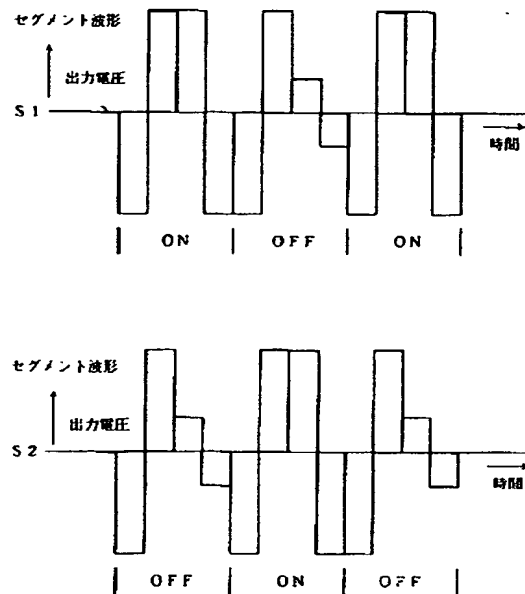 セグメント波形
出力電圧
S1
時間
ON OFF ON
セグメント波形
出力電圧
S2
時間
OFF ON OFF